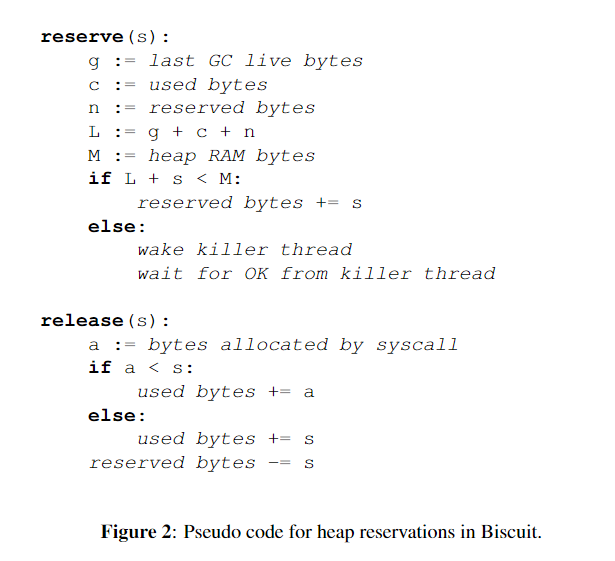 reserve(s):
    g := last GC live bytes
    c := used bytes
    n := reserved bytes
    L := g + c + n
    M := heap RAM bytes
    if L + s < M:
        reserved bytes += s
    else:
        wake killer thread
        wait for OK from killer thread
release(s):
    a := bytes allocated by syscall
    if a < s:
        used bytes += a
    else:
        used bytes += s
    reserved bytes -= s
Figure 2: Pseudo code for heap reservations in Biscuit.